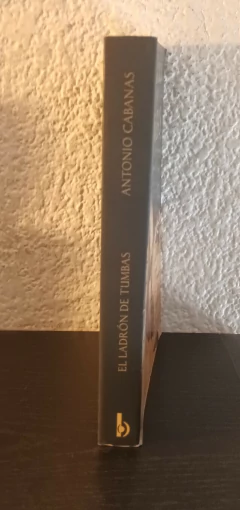 ANTONIO CABANAS
EL LADRÓN DE TUMBAS